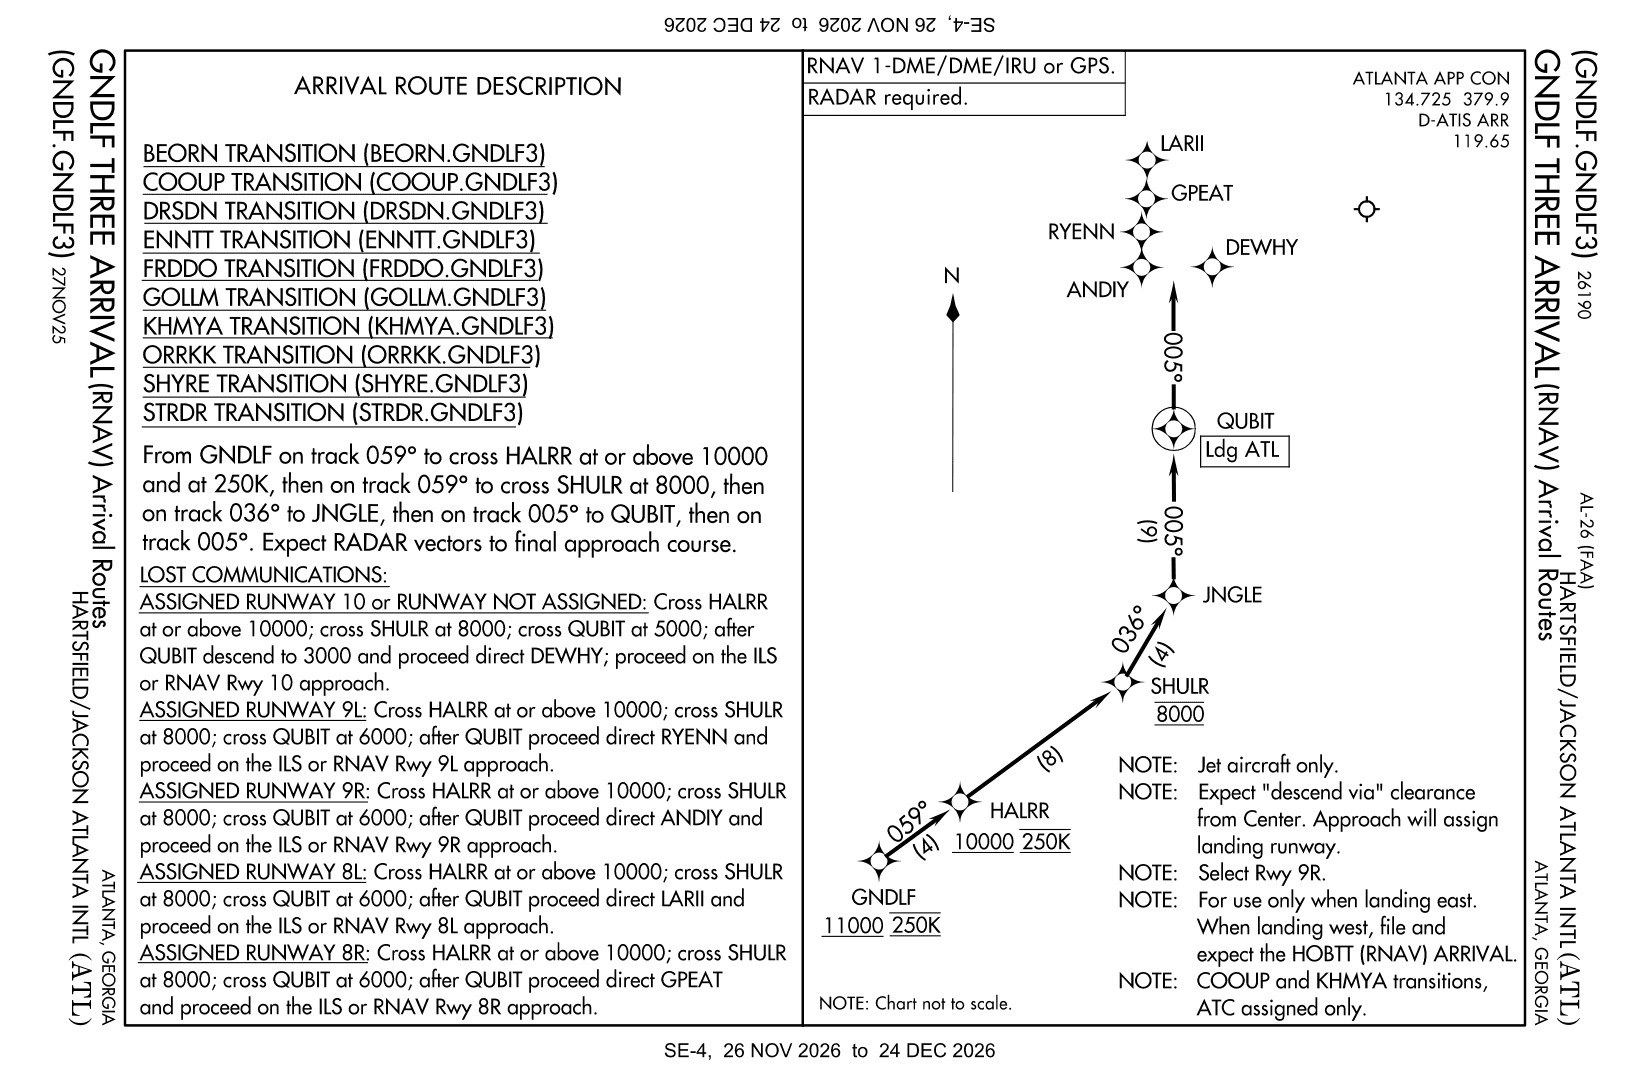 SE-4, 26 NOV 2026 to 24 DEC 2026
(GNDLF.GNDLF3) 27NOV25
GNDLF THREE ARRIVAL (RNAV) Arrival Routes
HARTSFIELD/JACKSON ATLANTA INTL (ATL)
ATLANTA, GEORGIA
ARRIVAL ROUTE DESCRIPTION
BEORN TRANSITION (BEORN.GNDLF3)
COOUP TRANSITION (COOUP.GNDLF3)
DRSDN TRANSITION (DRSDN.GNDLF3)
ENNTT TRANSITION (ENNTT.GNDLF3)
FRDDO TRANSITION (FRDDO.GNDLF3)
GOLLM TRANSITION (GOLLM.GNDLF3)
KHMYA TRANSITION (KHMYA.GNDLF3)
ORRKK TRANSITION (ORRKK.GNDLF3)
SHYRE TRANSITION (SHYRE.GNDLF3)
STRDR TRANSITION (STRDR.GNDLF3)
From GNDLF on track 059° to cross HALRR at or above 10000
and at 250K, then on track 059° to cross SHULR at 8000, then
on track 036° to JNGLE, then on track 005° to QUBIT, then on
track 005°. Expect RADAR vectors to final approach course.
LOST COMMUNICATIONS:
ASSIGNED RUNWAY 10 or RUNWAY NOT ASSIGNED: Cross HALRR
at or above 10000; cross SHULR at 8000; cross QUBIT at 5000; after
QUBIT descend to 3000 and proceed direct DEWHY; proceed on the ILS
or RNAV Rwy 10 approach.
ASSIGNED RUNWAY 9L: Cross HALRR at or above 10000; cross SHULR
at 8000; cross QUBIT at 6000; after QUBIT proceed direct RYENN and
proceed on the ILS or RNAV Rwy 9L approach.
ASSIGNED RUNWAY 9R: Cross HALRR at or above 10000; cross SHULR
at 8000; cross QUBIT at 6000; after QUBIT proceed direct ANDIY and
proceed on the ILS or RNAV Rwy 9R approach.
ASSIGNED RUNWAY 8L: Cross HALRR at or above 10000; cross SHULR
at 8000; cross QUBIT at 6000; after QUBIT proceed direct LARII and
proceed on the ILS or RNAV Rwy 8L approach.
ASSIGNED RUNWAY 8R: Cross HALRR at or above 10000; cross SHULR
at 8000; cross QUBIT at 6000; after QUBIT proceed direct GPEAT
and proceed on the ILS or RNAV Rwy 8R approach.
RNAV 1-DME/DME/IRU or GPS.
RADAR required.
ATLANTA APP CON
134.725 379.9
D-ATIS ARR
119.65
LARII
GPEAT
RYENN
DEWHY
ANDIY
N
005°
QUBIT
Ldg ATL
005°
(9)
JNGLE
036°
(4)
SHULR
8000
(8)
059°
(4)
HALRR
10000 250K
GNDLF
11000 250K
NOTE: Jet aircraft only.
NOTE: Expect "descend via" clearance
from Center. Approach will assign
landing runway.
NOTE: Select Rwy 9R.
NOTE: For use only when landing east.
When landing west, file and
expect the HOBTT (RNAV) ARRIVAL.
NOTE: COOUP and KHMYA transitions,
ATC assigned only.
NOTE: Chart not to scale.
(GNDLF.GNDLF3) 26190
AL-26 (FAA)
GNDLF THREE ARRIVAL (RNAV) Arrival Routes
HARTSFIELD/JACKSON ATLANTA INTL (ATL)
ATLANTA, GEORGIA
SE-4, 26 NOV 2026 to 24 DEC 2026